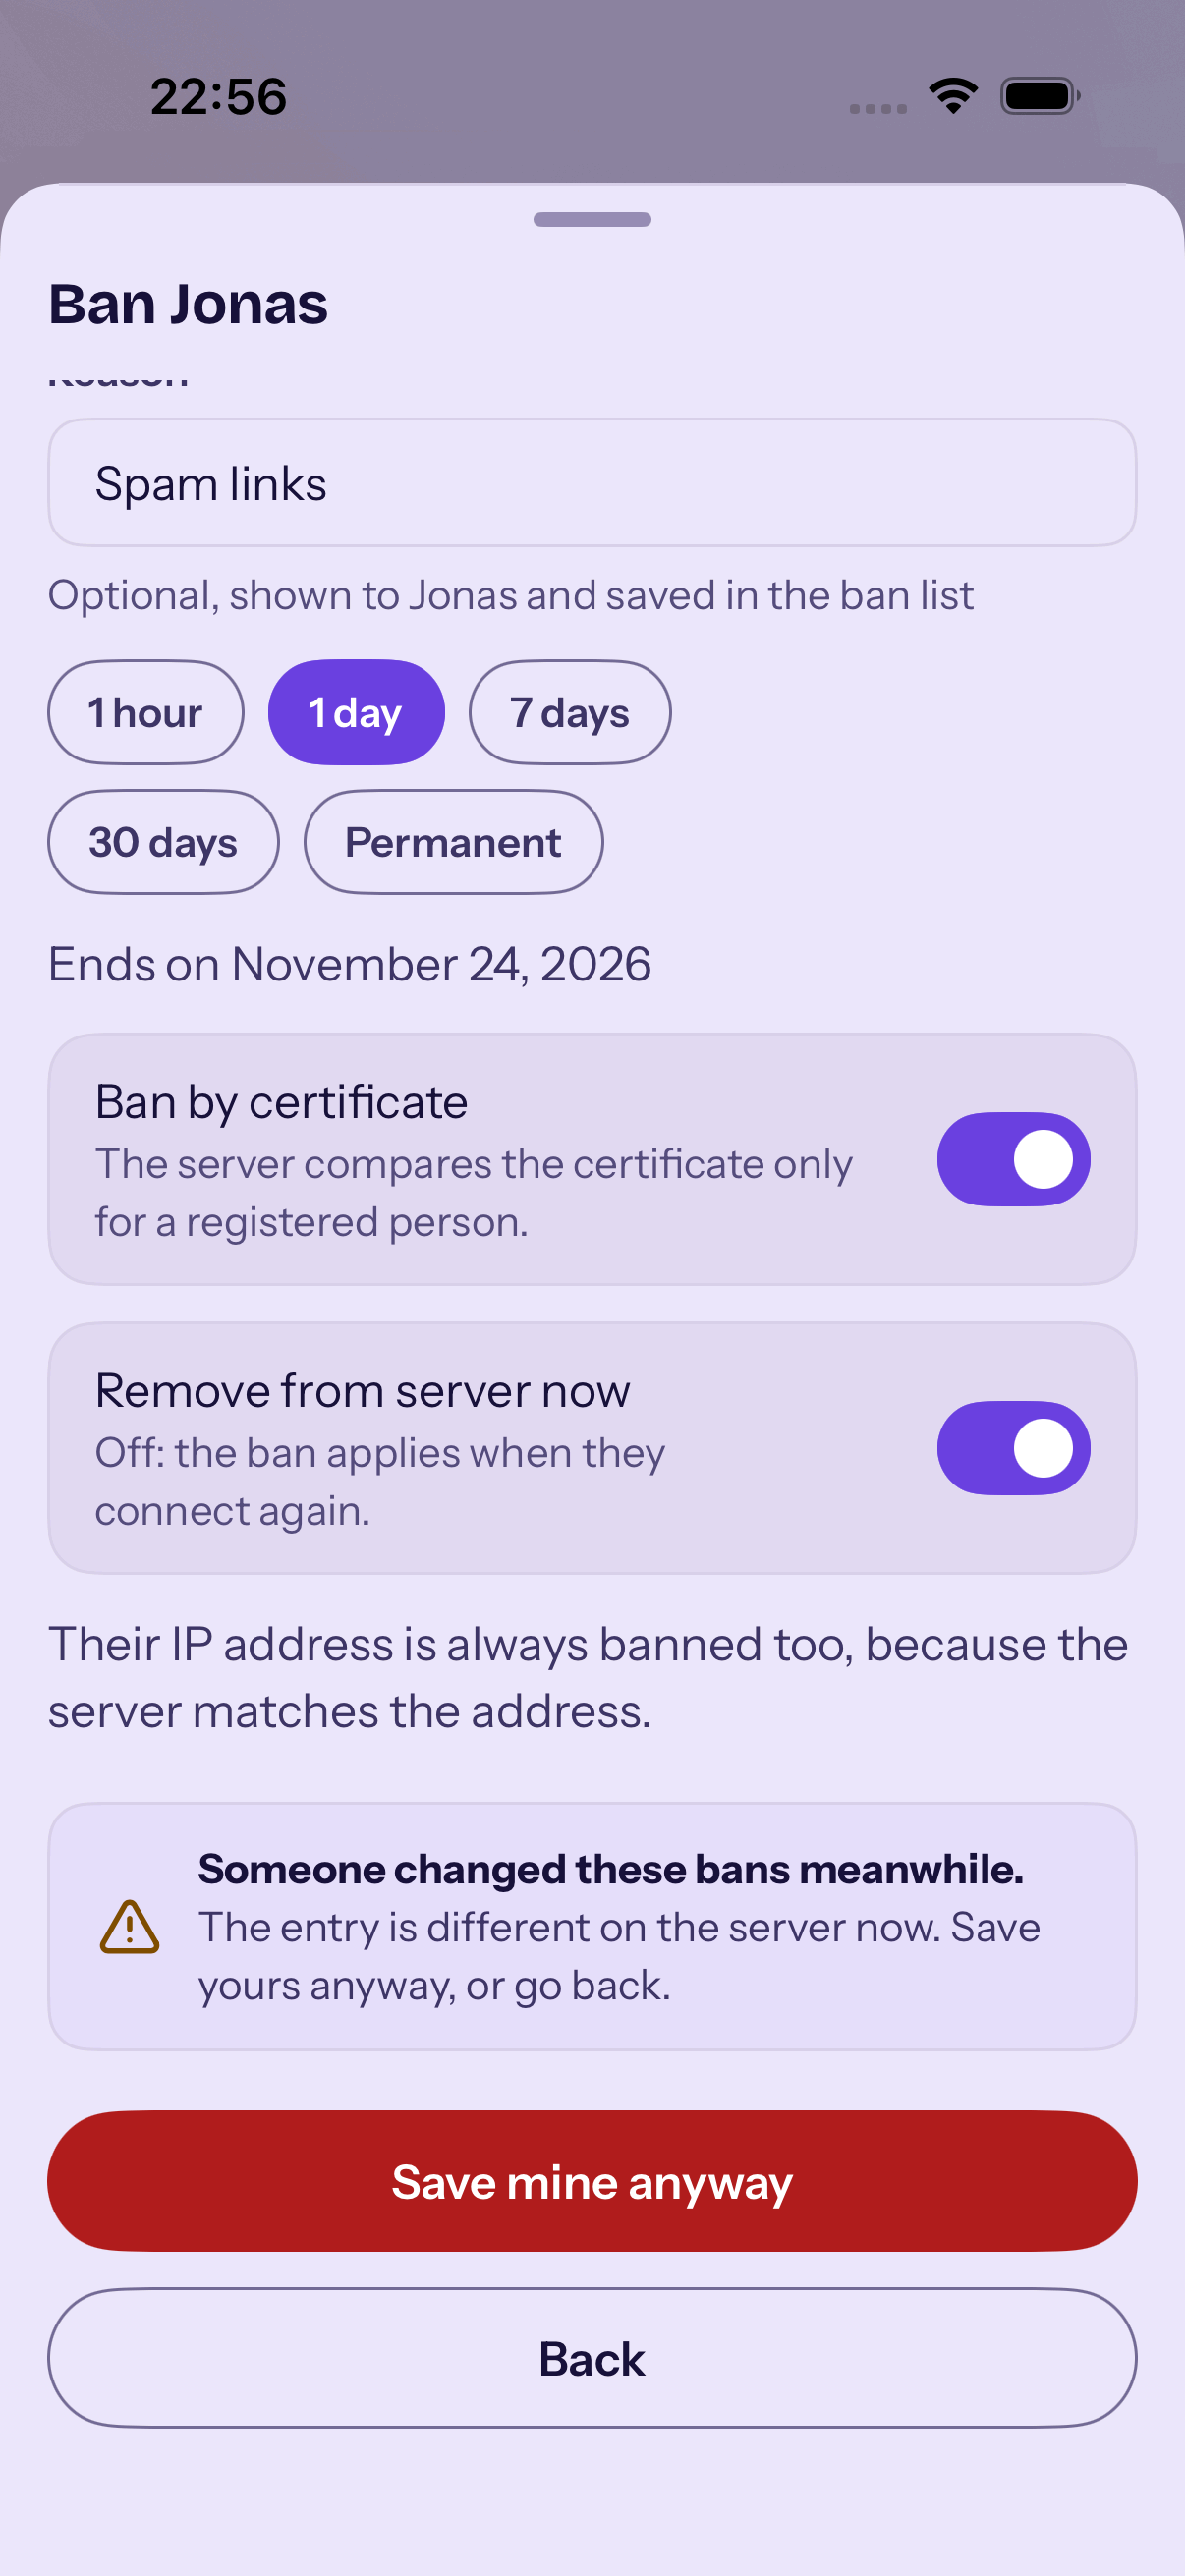 22:56
Ban Jonas
Reason
Spam links
Optional, shown to Jonas and saved in the ban list
1 hour
1 day
7 days
30 days
Permanent
Ends on November 24, 2026
Ban by certificate
The server compares the certificate only
for a registered person.
Remove from server now
Off: the ban applies when they
connect again.
Their IP address is always banned too, because the
server matches the address.
Someone changed these bans meanwhile.
The entry is different on the server now. Save
yours anyway, or go back.
Save mine anyway
Back